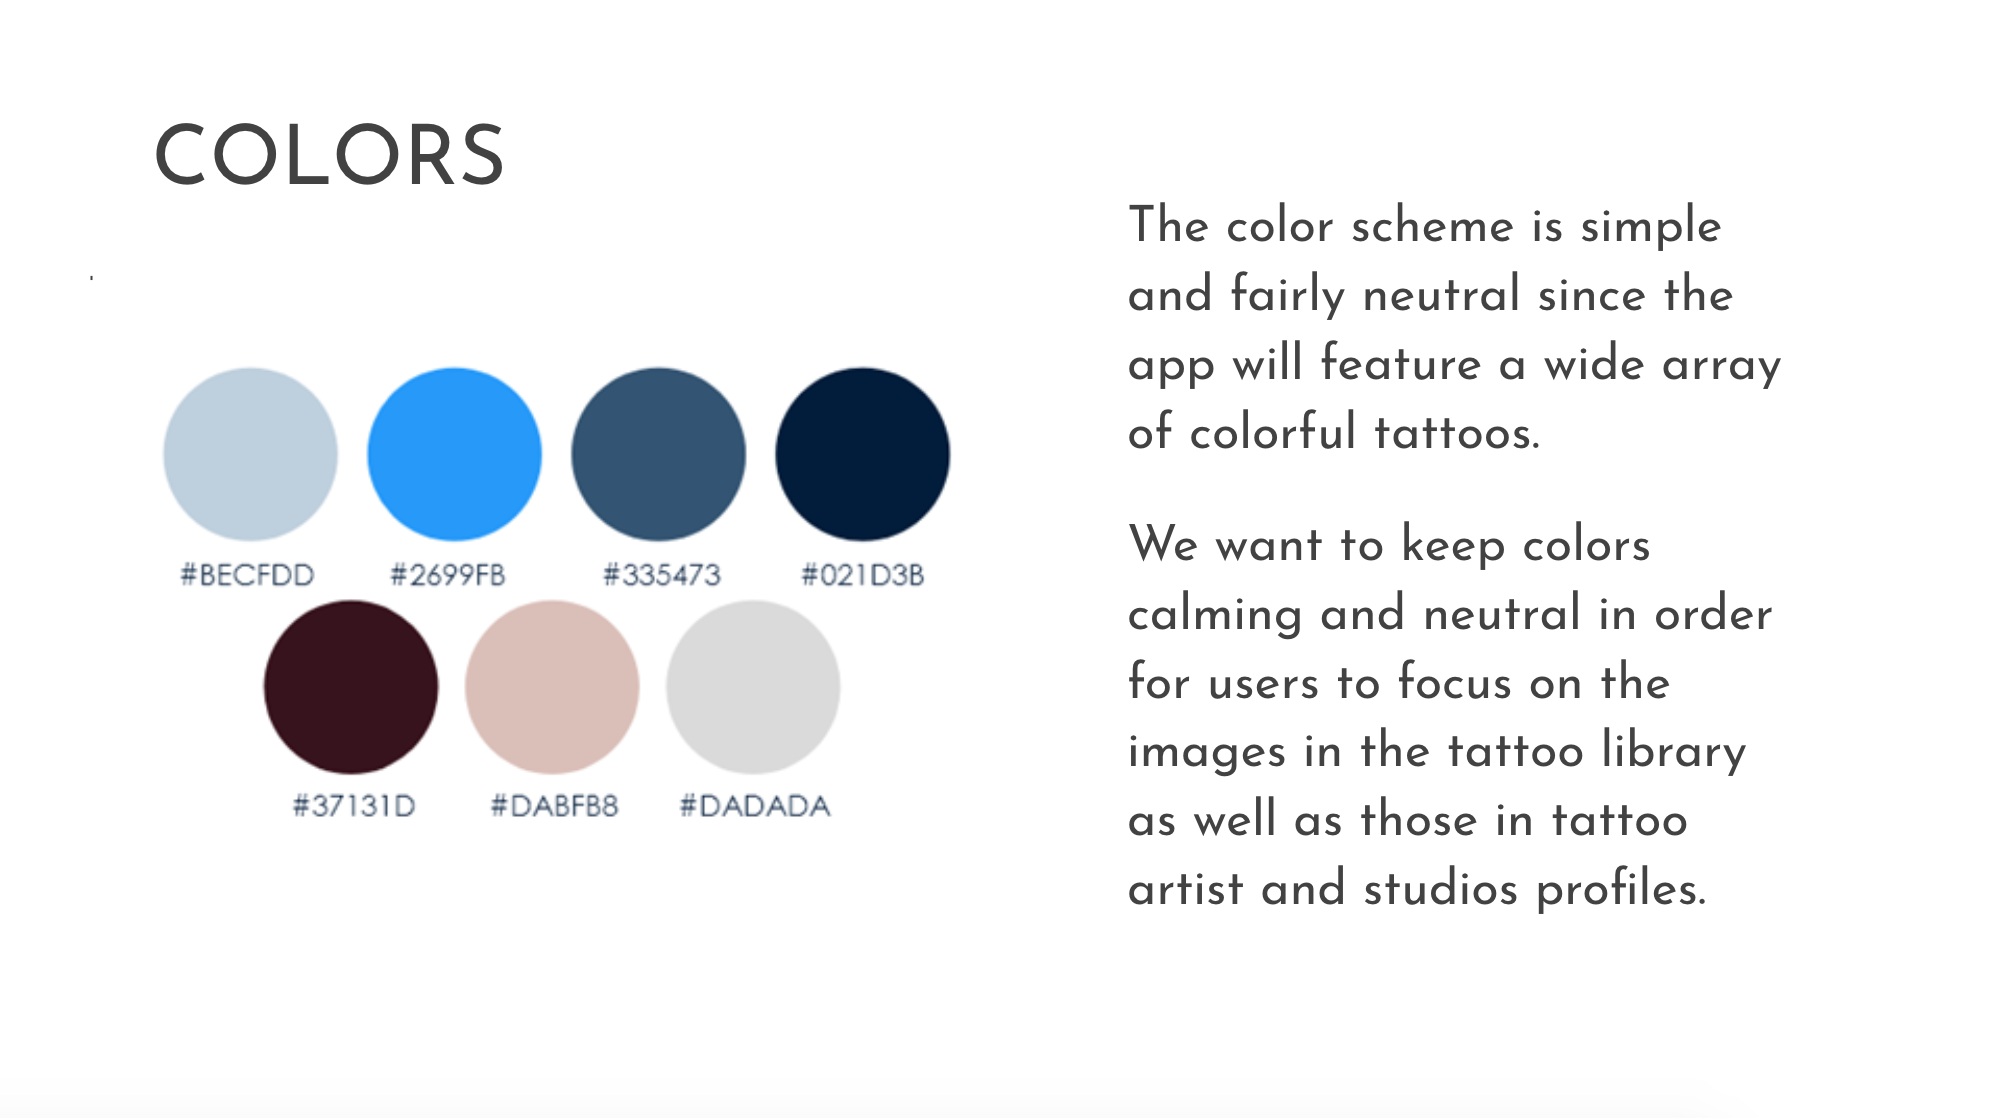 COLORS
The color scheme is simple
and fairly neutral since the
app will feature a wide array
of colorful tattoos.
We want to keep colors
calming and neutral in order
for users to focus on the
images in the tattoo library
as well as those in tattoo
artist and studios profiles.
#BECFDD #2699FB #335473 #021D3B
#37131D #DABFB8 #DADADA